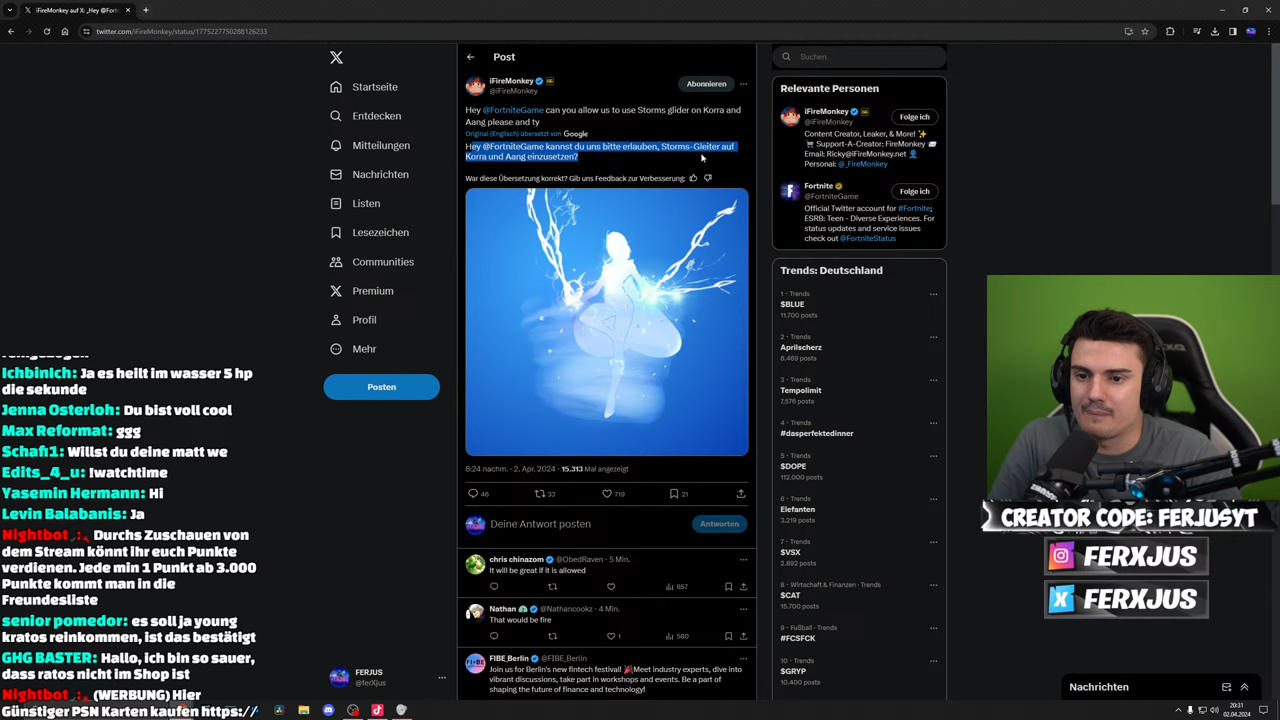 iFireMonkey auf X: „Hey @Fort
twitter.com/iFireMonkey/status/1775227750288126233
Startseite
Entdecken
Mitteilungen
Nachrichten
Listen
Lesezeichen
Communities
Premium
Profil
Mehr
Posten
FERJUS
@ferXjus
Post
iFireMonkey
@iFireMonkey
Abonnieren
Hey @FortniteGame can you allow us to use Storms glider on Korra and
Aang please and ty
Original (Englisch) übersetzt von Google
Hey @FortniteGame kannst du uns bitte erlauben, Storms-Gleiter auf
Korra und Aang einzusetzen?
War diese Übersetzung korrekt? Gib uns Feedback zur Verbesserung:
8:24 nachm. · 2. Apr. 2024 · 15.313 Mal angezeigt
46
33
719
21
Deine Antwort posten
Antworten
chris chinazom @ObedRaven · 5 Min.
It will be great if it is allowed
657
Nathan @Nathancookz · 4 Min.
That would be fire
1
580
FIBE_Berlin @FIBE_Berlin
Join us for Berlin's new fintech festival! Meet industry experts, dive into
vibrant discussions, take part in workshops and events. Be a part of
shaping the future of finance and technology!
Suchen
Relevante Personen
iFireMonkey
@iFireMonkey
Folge ich
Content Creator, Leaker, & More!
Support-A-Creator: FireMonkey
Email: Ricky@iFireMonkey.net
Personal: @_FireMonkey
Fortnite
@FortniteGame
Folge ich
Official Twitter account for #Fortnite;
ESRB: Teen - Diverse Experiences. For
status updates and service issues
check out @FortniteStatus
Trends: Deutschland
1 · Trends
$BLUE
11.700 posts
2 · Trends
Aprilscherz
8.469 posts
3 · Trends
Tempolimit
7.576 posts
4 · Trends
#dasperfektedinner
5 · Trends
$DOPE
112.000 posts
6 · Trends
Elefanten
3.219 posts
7 · Trends
$VSX
2.892 posts
8 · Wirtschaft & Finanzen · Trends
$CAT
15.700 posts
9 · Fußball · Trends
#FCSFCK
10 · Trends
$GRYP
10.400 posts
Nachrichten
Ichbinich: Ja es heilt im wasser 5 hp
die sekunde
Jenna Osterloh: Du bist voll cool
Max Reformat: ggg
Schaf11: Willst du deine matt we
Edits_4_u: !watchtime
Yasemin Hermann: Hi
Levin Balabanis: Ja
Nightbot : Durchs Zuschauen von
dem Stream könnt ihr euch Punkte
verdienen. Jede min 1 Punkt ab 3.000
Punkte kommt man in die
Freundesliste
senior pomedor: es soll ja young
kratos reinkommen, ist das bestätigt
GHG BASTER: Hallo, ich bin so sauer,
dass ratos nicht im Shop ist
Nightbot : (WERBUNG) Hier
Günstiger PSN Karten kaufen https://
CREATOR CODE: FERJUSYT
FERXJUS
FERXJUS
20:31
02.04.2024